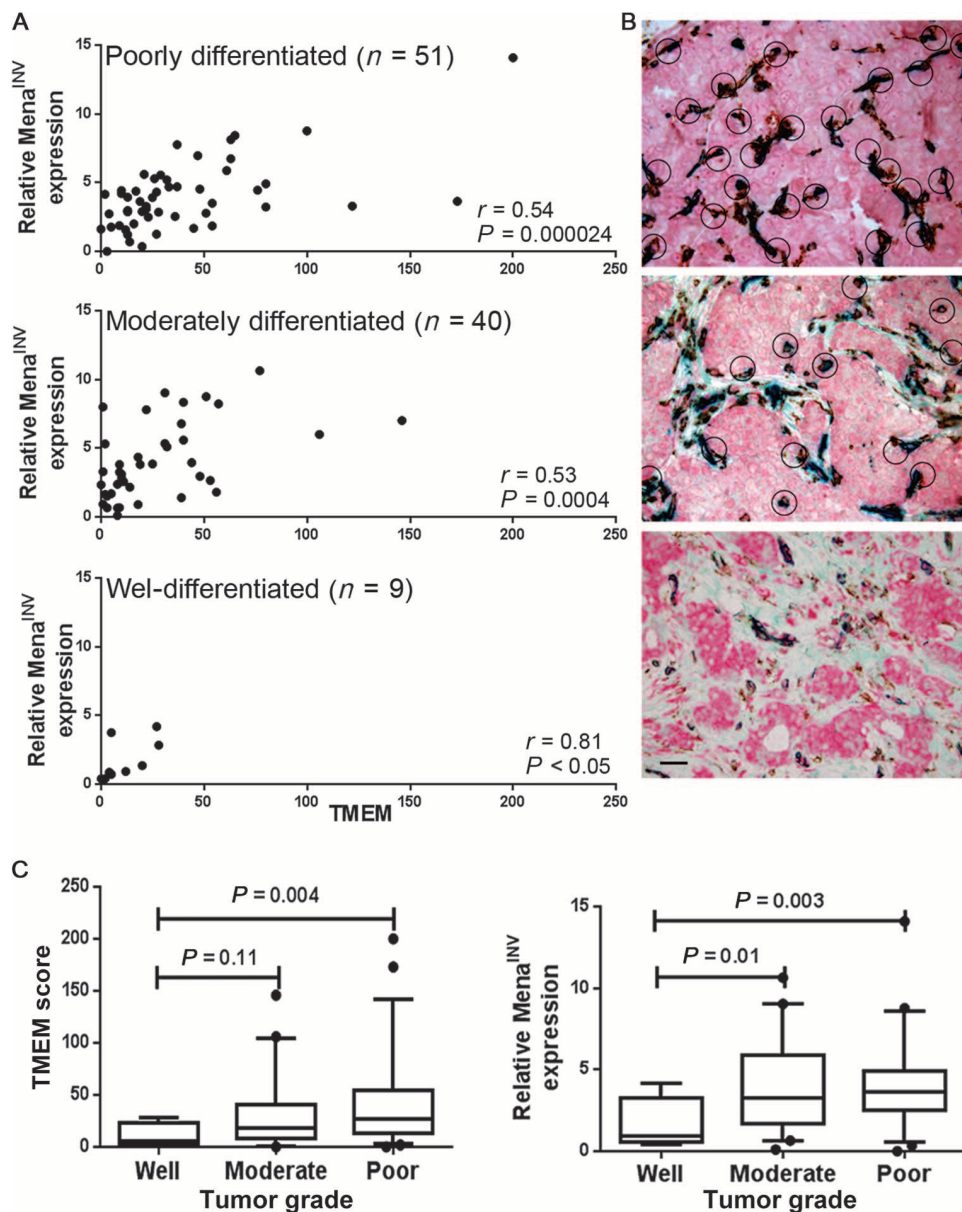 A
Poorly differentiated (n = 51)
Relative Mena^INV expression
15
10
5
0
0
50
100
150
200
250
r = 0.54
P = 0.000024
Moderately differentiated (n = 40)
Relative Mena^INV expression
15
10
5
0
0
50
100
150
200
250
r = 0.53
P = 0.0004
Wel-differentiated (n = 9)
Relative Mena^INV expression
15
10
5
0
0
50
100
150
200
250
r = 0.81
P < 0.05
TMEM
B
C
TMEM score
250
200
150
100
50
0
P = 0.004
P = 0.11
Well
Moderate
Poor
Tumor grade
Relative Mena^INV
expression
15
10
5
0
P = 0.003
P = 0.01
Well
Moderate
Poor
Tumor grade